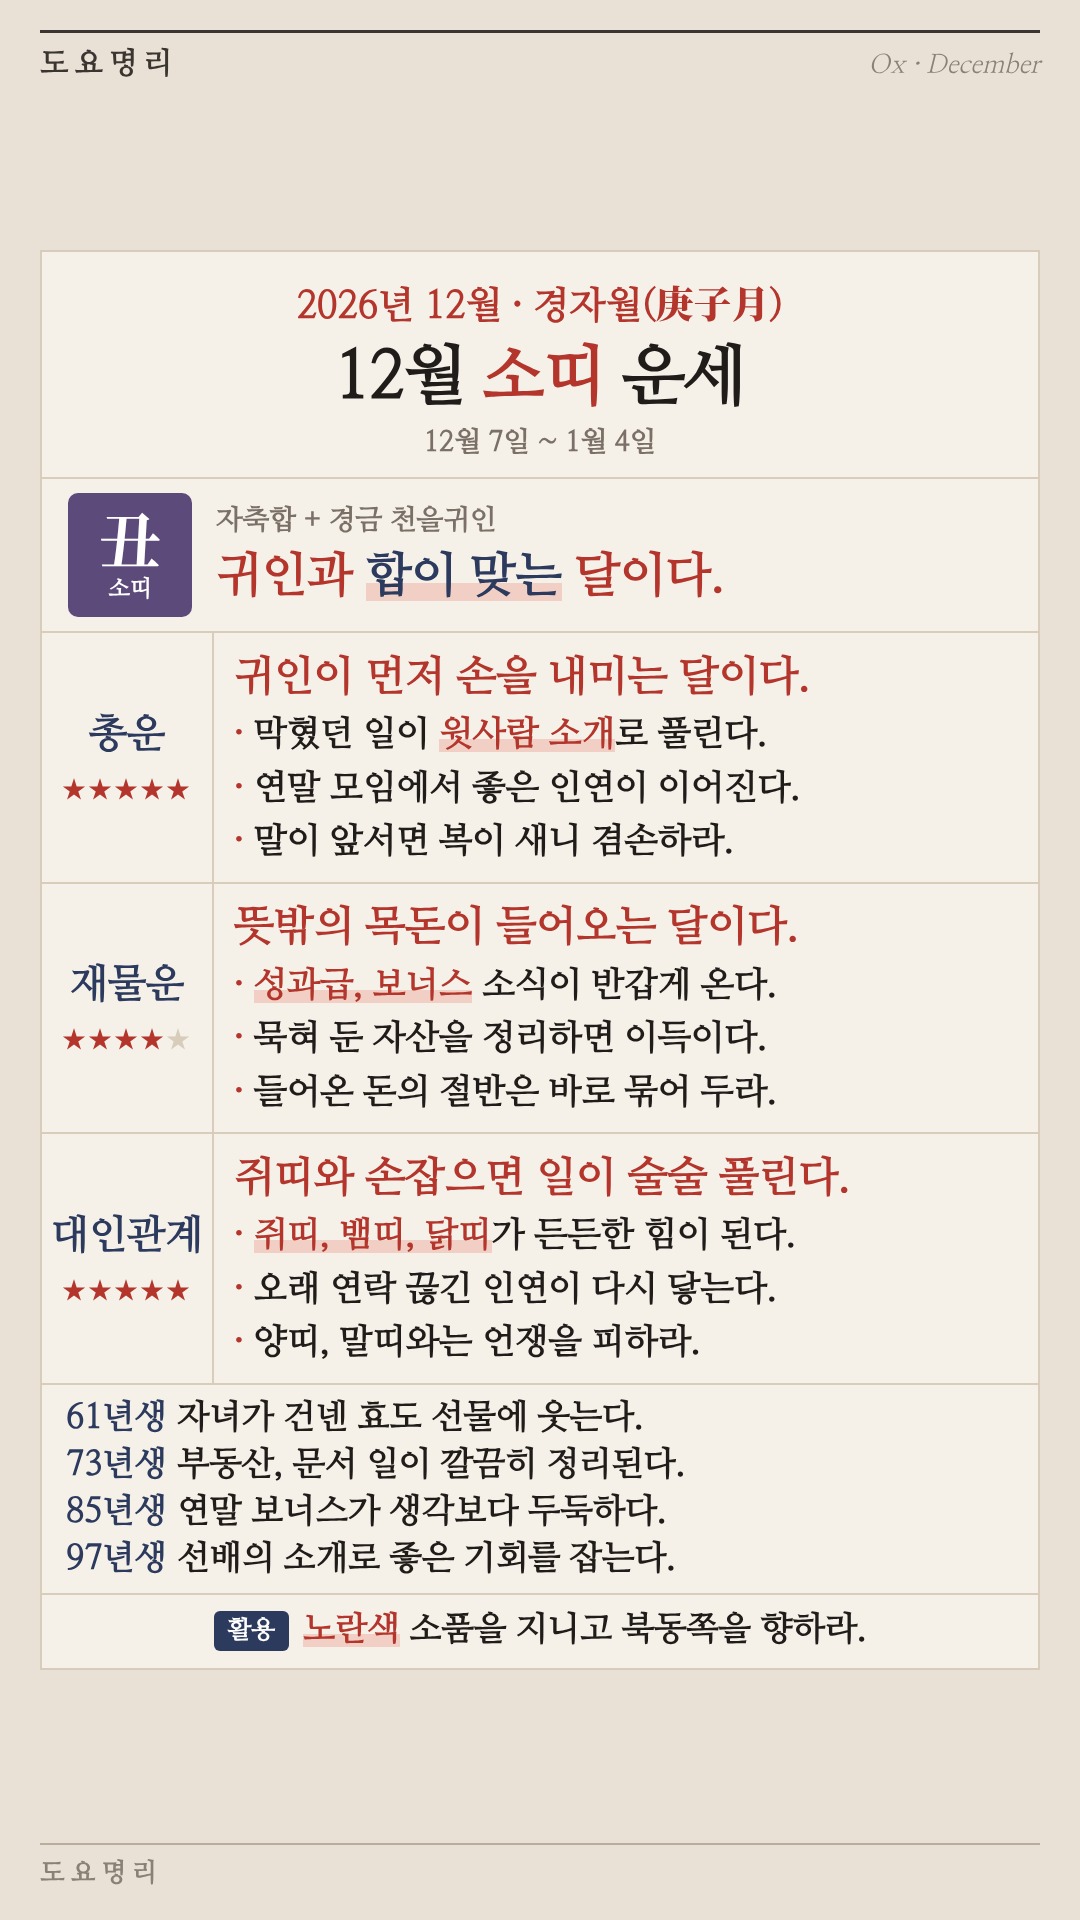 도요명리
Ox · December
2026년 12월 · 경자월(庚子月)
12월 소띠 운세
12월 7일 ~ 1월 4일
丑
소띠
자축합 + 경금 천을귀인
귀인과 합이 맞는 달이다.
총운
★★★★★
귀인이 먼저 손을 내미는 달이다.
· 막혔던 일이 윗사람 소개로 풀린다.
· 연말 모임에서 좋은 인연이 이어진다.
· 말이 앞서면 복이 새니 겸손하라.
재물운
★★★★★
뜻밖의 목돈이 들어오는 달이다.
· 성과급, 보너스 소식이 반갑게 온다.
· 묵혀 둔 자산을 정리하면 이득이다.
· 들어온 돈의 절반은 바로 묶어 두라.
대인관계
★★★★★
쥐띠와 손잡으면 일이 술술 풀린다.
· 쥐띠, 뱀띠, 닭띠가 든든한 힘이 된다.
· 오래 연락 끊긴 인연이 다시 닿는다.
· 양띠, 말띠와는 언쟁을 피하라.
61년생 자녀가 건넨 효도 선물에 웃는다.
73년생 부동산, 문서 일이 깔끔히 정리된다.
85년생 연말 보너스가 생각보다 두둑하다.
97년생 선배의 소개로 좋은 기회를 잡는다.
활용 노란색 소품을 지니고 북동쪽을 향하라.
도요명리